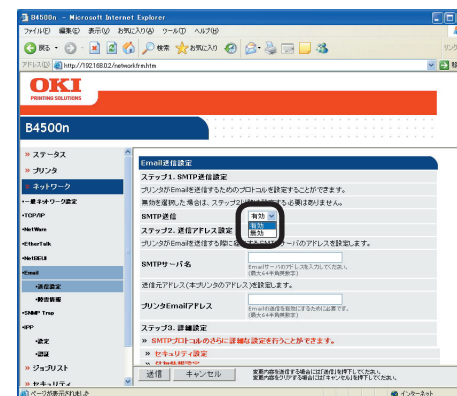 B4500n - Microsoft Internet Explorer
ファイル(F) 編集(E) 表示(V) お気に入り(A) ツール(T) ヘルプ(H)
戻る 検索 お気に入り
アドレス(D) http://192.168.0.2/networkfrm.htm
OKI
PRINTING SOLUTIONS
B4500n
» ステータス
» プリンタ
» ネットワーク
•一般ネットワーク設定
•TCP/IP
•NetWare
•EtherTalk
•NetBEUI
•Email
•送信設定
•障害情報
•SNMP Trap
•IPP
•設定
•認証
» ジョブリスト
» セキュリティ
Email送信設定
ステップ1. SMTP送信設定
プリンタがEmailを送信するためのプロトコルを設定することができます。
無効を選択した場合は、ステップ2
する必要はありません。
SMTP送信 有効
有効
無効
ステップ2. 送信アドレス設定
プリンタがEmailを送信する際に経
するSMTPサーバのアドレスを設定します。
SMTPサーバ名
Emailサーバのアドレスを入力してください。
(最大64半角英数字)
送信元アドレス(本プリンタのアドレス)を設定します。
プリンタEmailアドレス
Email送信を有効にするために必要です。
(最大64半角英数字)
ステップ3. 詳細設定
» SMTPプロトコルのさらに詳細な設定を行うことができます。
» セキュリティ設定
送信 キャンセル
変更内容を送信する場合には「送信」を押下してください。
変更内容をクリアする場合には「キャンセル」を押下してください。
ページが表示されました
インターネット